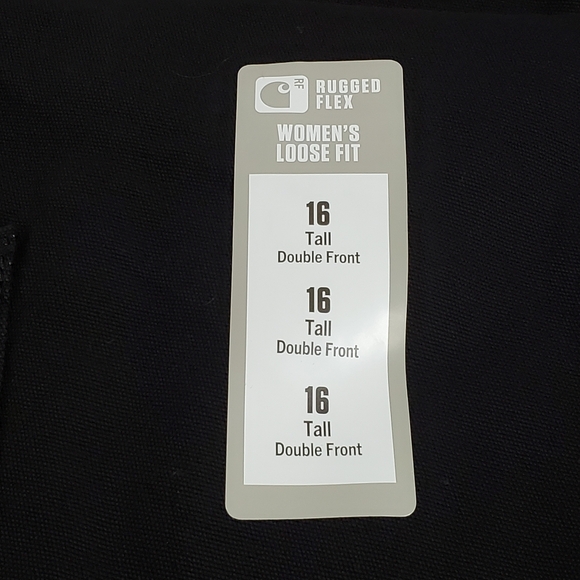 RF
RUGGED
FLEX
WOMEN'S
LOOSE FIT
16
Tall
Double Front
16
Tall
Double Front
16
Tall
Double Front